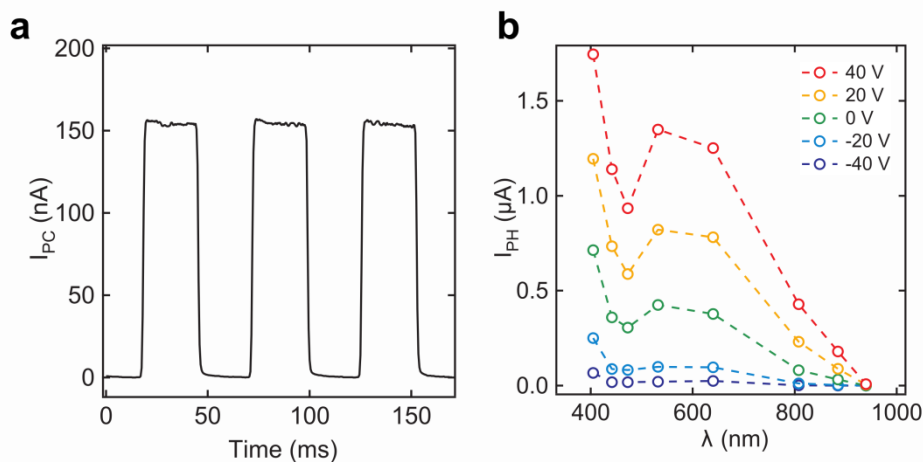 a
200
150
100
50
0
I_PC (nA)
0 50 100 150
Time (ms)
b
1.5
1.0
0.5
0.0
I_PH (µA)
40 V
20 V
0 V
-20 V
-40 V
400 600 800 1000
λ (nm)